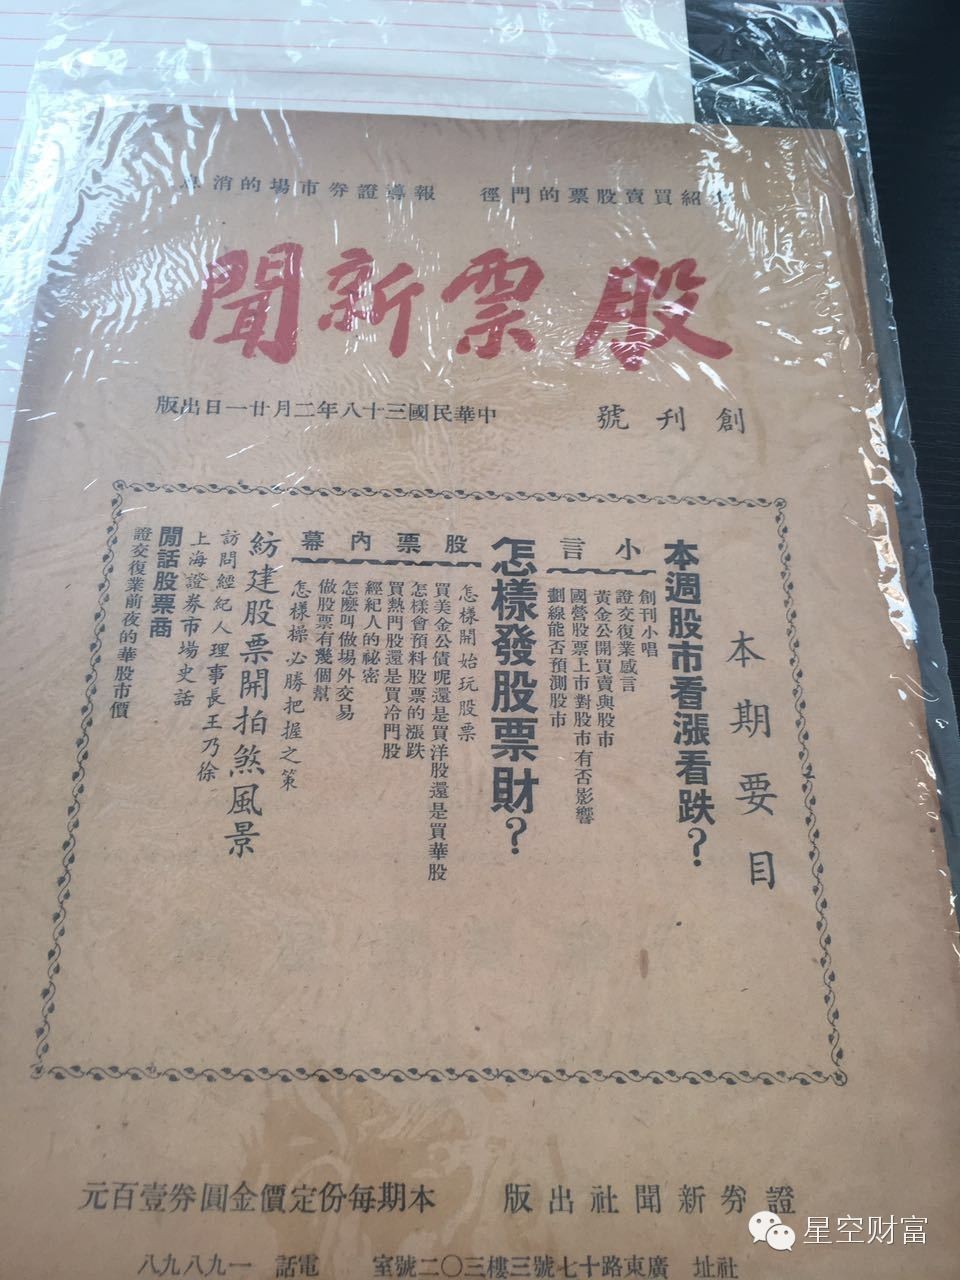 紹買賣股票的門徑　報導證券市場的消息
股票新聞
創刊號　中華民國三十八年二月廿一日出版
本期要目
本週股市看漲看跌？
小言
創刊小唱
證交復業感言
黃金公開買賣與股市
國營股票上市對股市有否影響
劃線能否預測股市
怎樣發股票財？
股票內幕
怎樣開始玩股票
買美金公債呢還是買洋股還是買華股
怎樣會預料股票的漲跌
買熱門股還是買冷門股
經紀人的祕密
怎麼叫做場外交易
做股票有幾個幫
怎樣操必勝把握之策
紡建股票開拍煞風景
訪問經紀人理事長王乃徐
上海證券市場史話
閒話股票商
證交復業前夜的華股市價
證券新聞社出版　本期每份定價金圓券壹百元
社址　廣東路十七號三樓三〇二號室　電話　一九八九八
星空财富